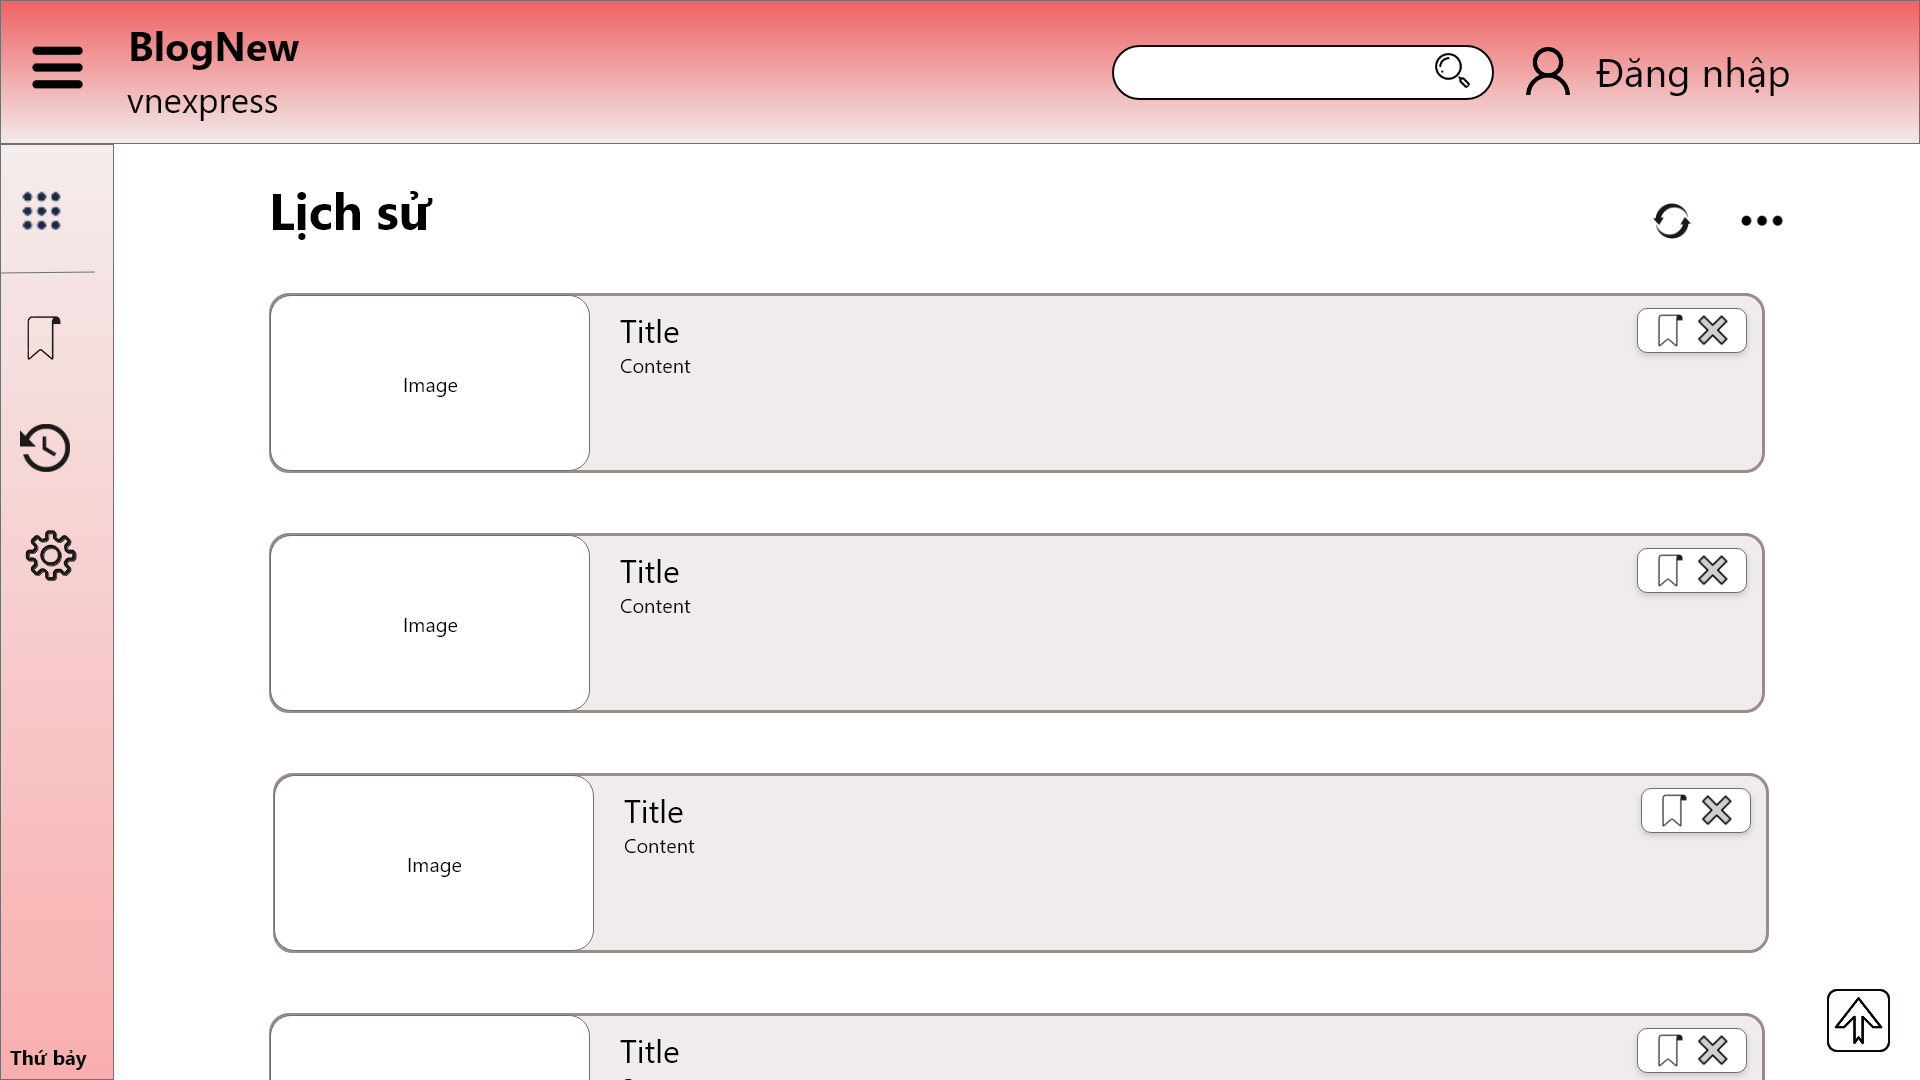 BlogNew
vnexpress
Đăng nhập
Lịch sử
Image
Title
Content
Image
Title
Content
Image
Title
Content
Title
Thứ bảy